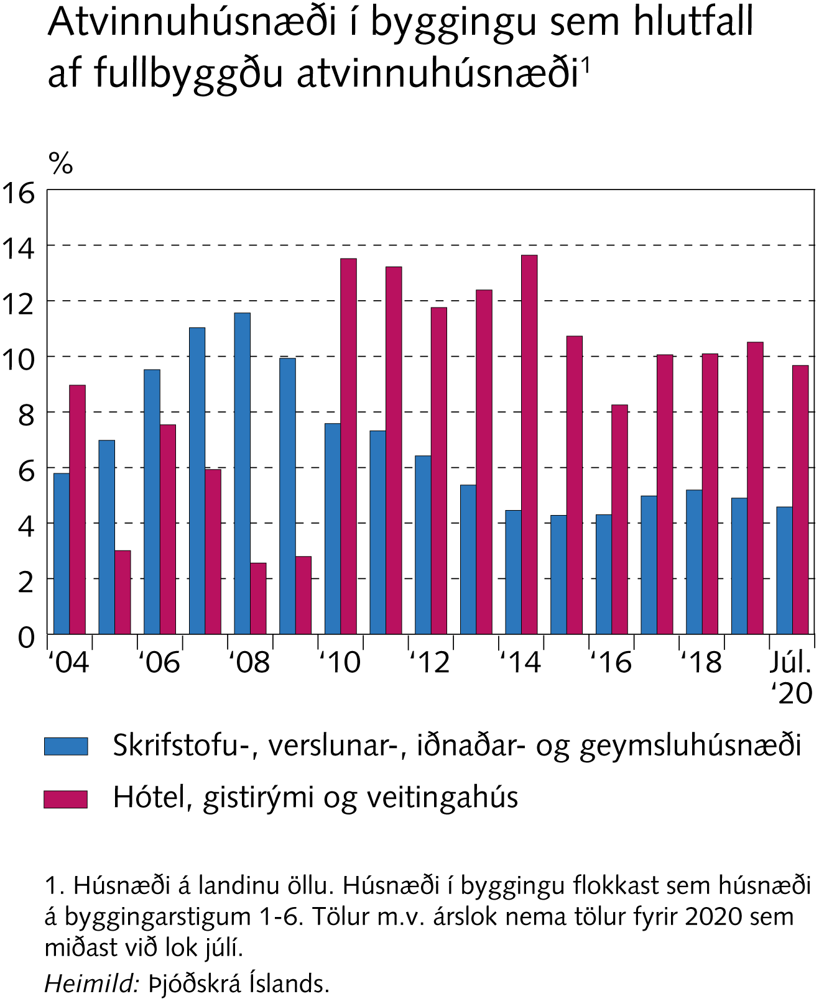 Atvinnuhúsnæði í byggingu sem hlutfall
af fullbyggðu atvinnuhúsnæði¹
%
16
14
12
10
8
6
4
2
0
‘04 ‘06 ‘08 ‘10 ‘12 ‘14 ‘16 ‘18 Júl.
‘20
Skrifstofu-, verslunar-, iðnaðar- og geymsluhúsnæði
Hótel, gistirými og veitingahús
1. Húsnæði á landinu öllu. Húsnæði í byggingu flokkast sem húsnæði
á byggingarstigum 1-6. Tölur m.v. árslok nema tölur fyrir 2020 sem
miðast við lok júlí.
Heimild: Þjóðskrá Íslands.